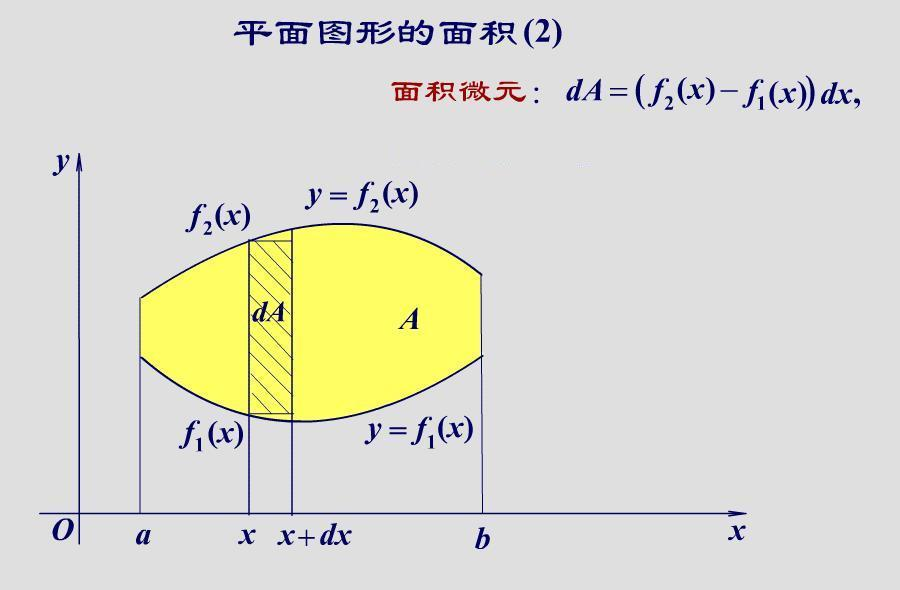 平面图形的面积(2)
面积微元： dA=(f₂(x)−f₁(x))dx,
y
y=f₂(x)
f₂(x)
dA
A
f₁(x)
y=f₁(x)
O a x x+dx b x